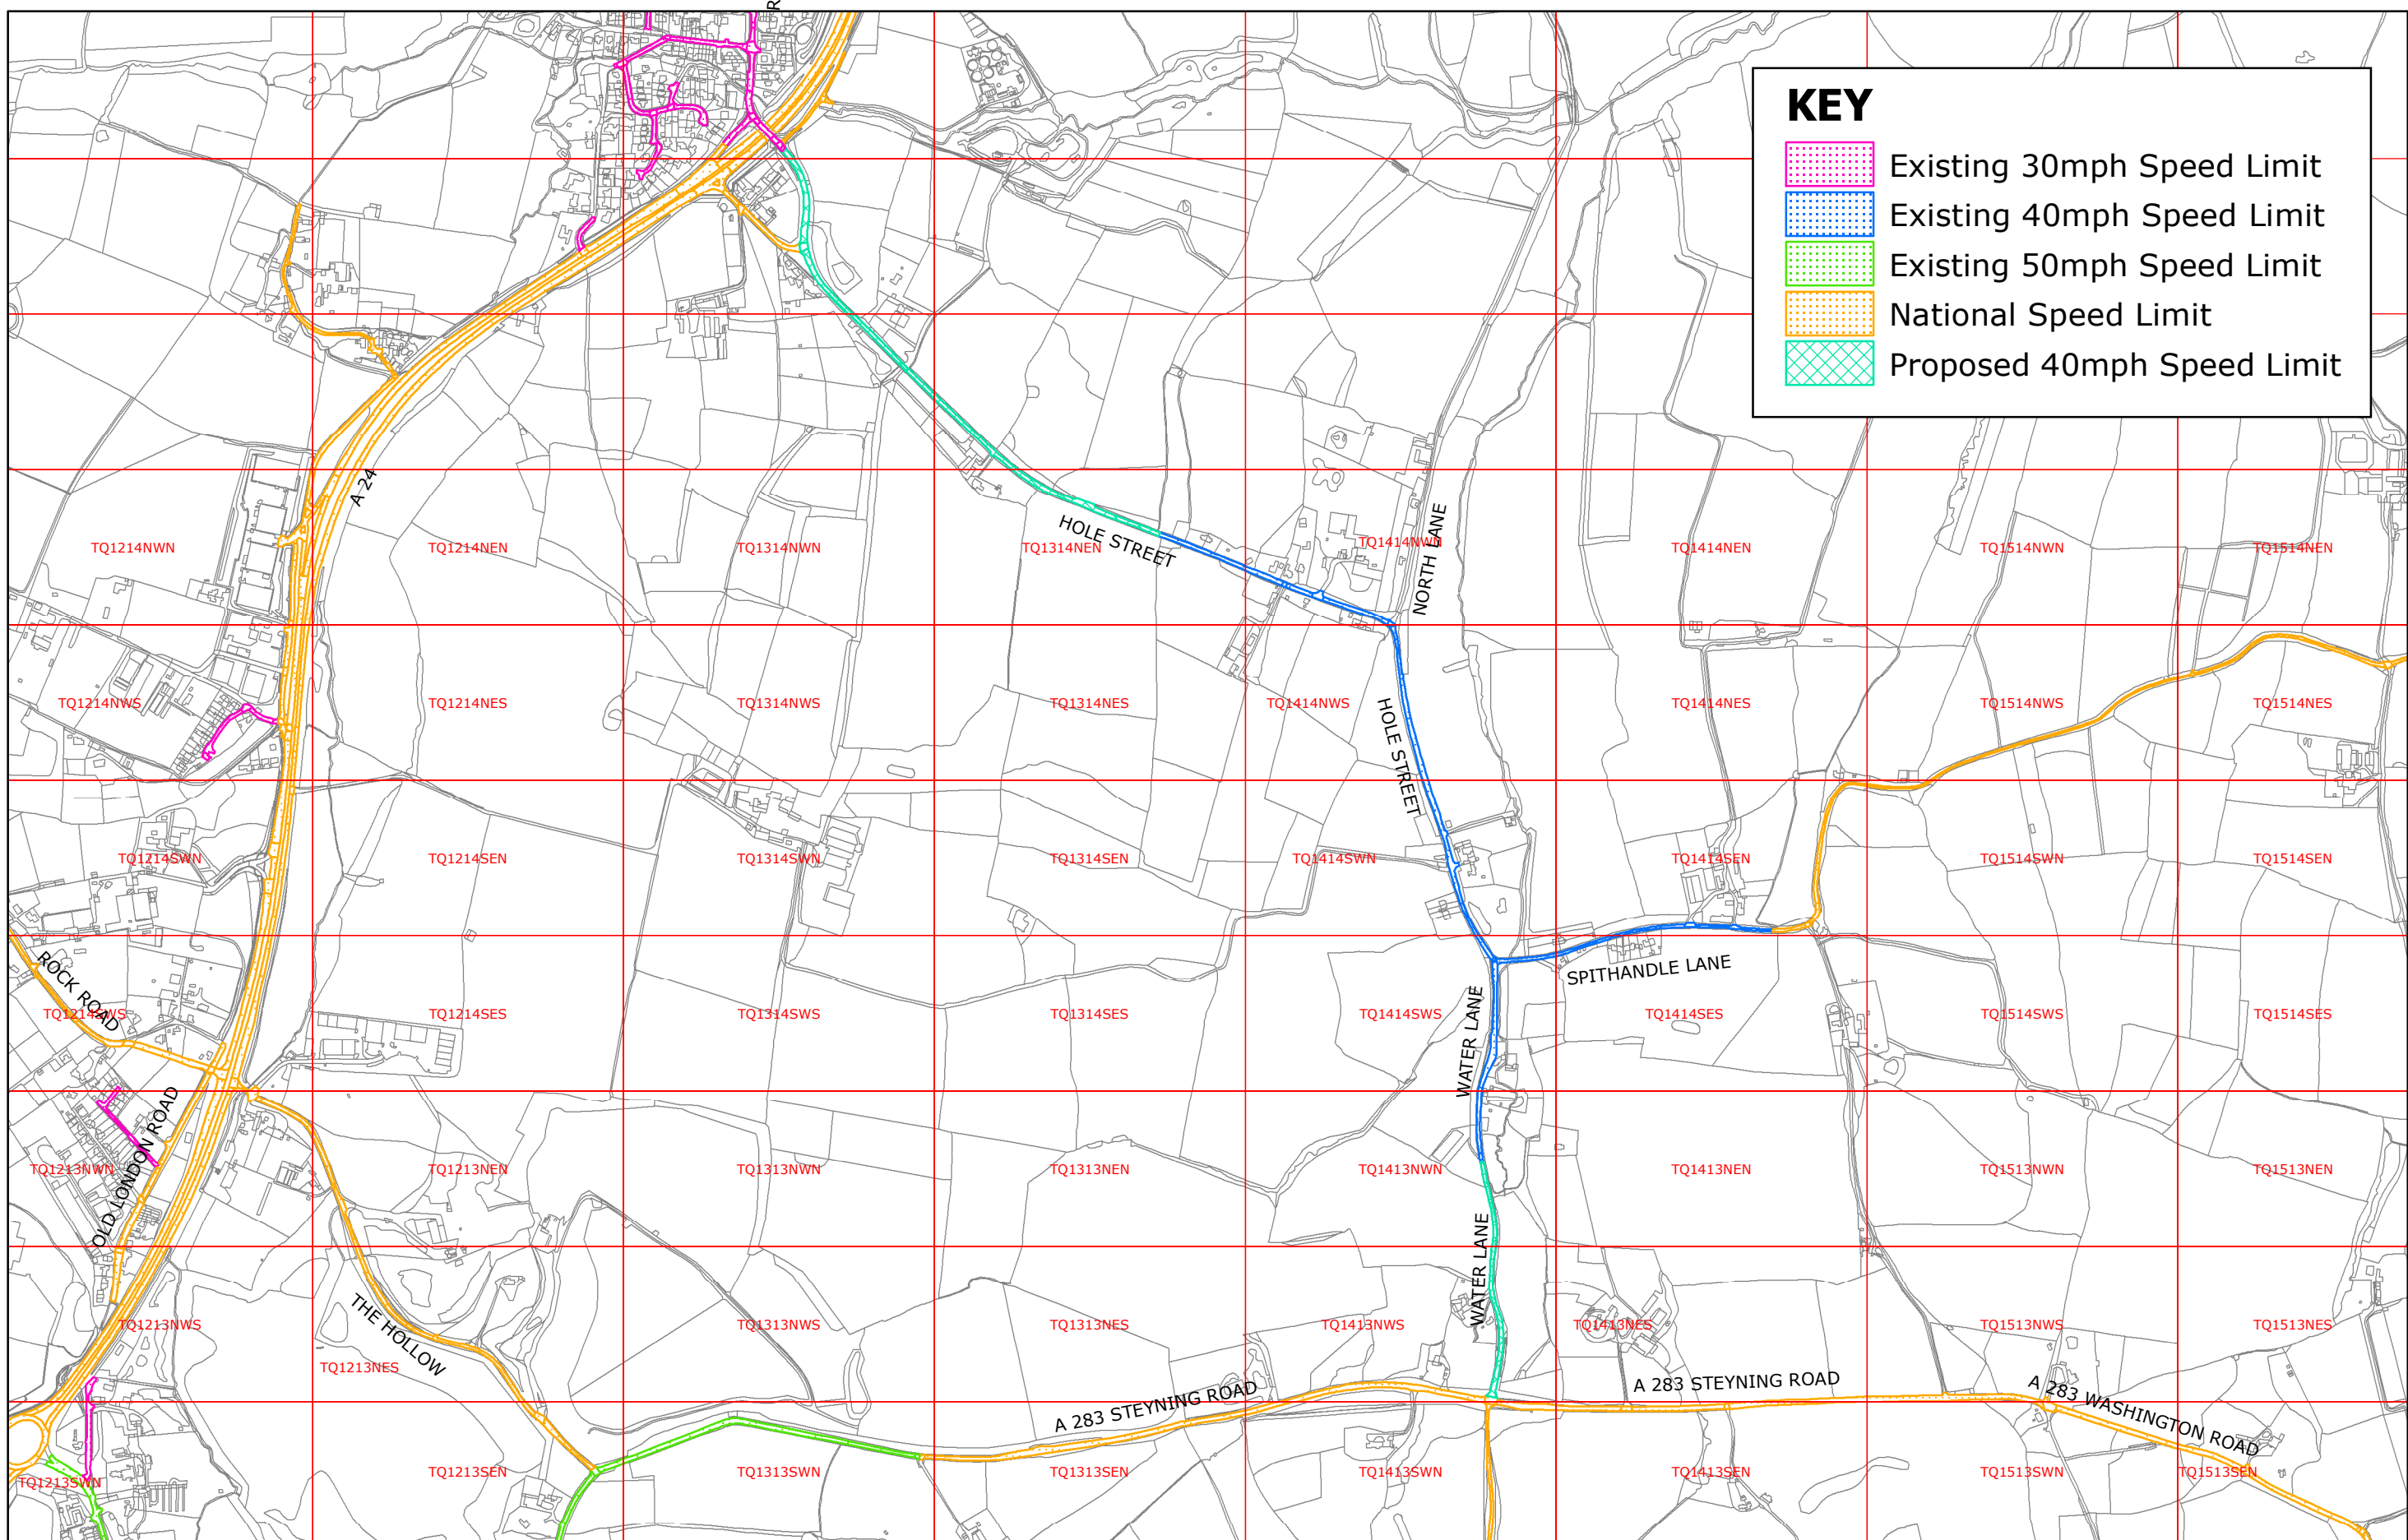 R
KEY
Existing 30mph Speed Limit
Existing 40mph Speed Limit
Existing 50mph Speed Limit
National Speed Limit
Proposed 40mph Speed Limit
A 24
HOLE STREET
NORTH LANE
TQ1214NWN
TQ1214NEN
TQ1314NWN
TQ1314NEN
TQ1414NWN
TQ1414NEN
TQ1514NWN
TQ1514NEN
TQ1214NWS
TQ1214NES
TQ1314NWS
TQ1314NES
TQ1414NWS
HOLE STREET
TQ1414NES
TQ1514NWS
TQ1514NES
TQ1214SWN
TQ1214SEN
TQ1314SWN
TQ1314SEN
TQ1414SWN
TQ1414SEN
TQ1514SWN
TQ1514SEN
ROCK ROAD
SPITHANDLE LANE
TQ1214SWS
TQ1214SES
TQ1314SWS
TQ1314SES
TQ1414SWS
WATER LANE
TQ1414SES
TQ1514SWS
TQ1514SES
OLD LONDON ROAD
TQ1213NWN
TQ1213NEN
TQ1313NWN
TQ1313NEN
TQ1413NWN
TQ1413NEN
TQ1513NWN
TQ1513NEN
WATER LANE
THE HOLLOW
TQ1213NWS
TQ1213NES
TQ1313NWS
TQ1313NES
TQ1413NWS
TQ1413NES
TQ1513NWS
TQ1513NES
A 283 STEYNING ROAD
A 283 STEYNING ROAD
A 283 WASHINGTON ROAD
TQ1213SWN
TQ1213SEN
TQ1313SWN
TQ1313SEN
TQ1413SWN
TQ1413SEN
TQ1513SWN
TQ1513SEN